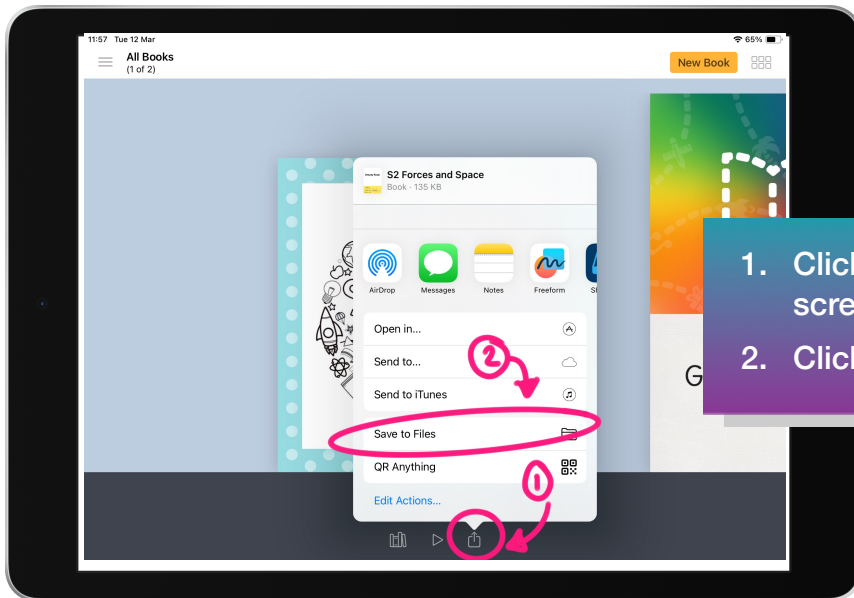 11:57 Tue 12 Mar
65%
All Books
(1 of 2)
New Book
S2 Forces and Space
Book · 135 KB
AirDrop
Messages
Notes
Freeform
Open in...
Send to...
Send to iTunes
Save to Files
QR Anything
Edit Actions...
2
1
G
1. Click
scre
2. Click